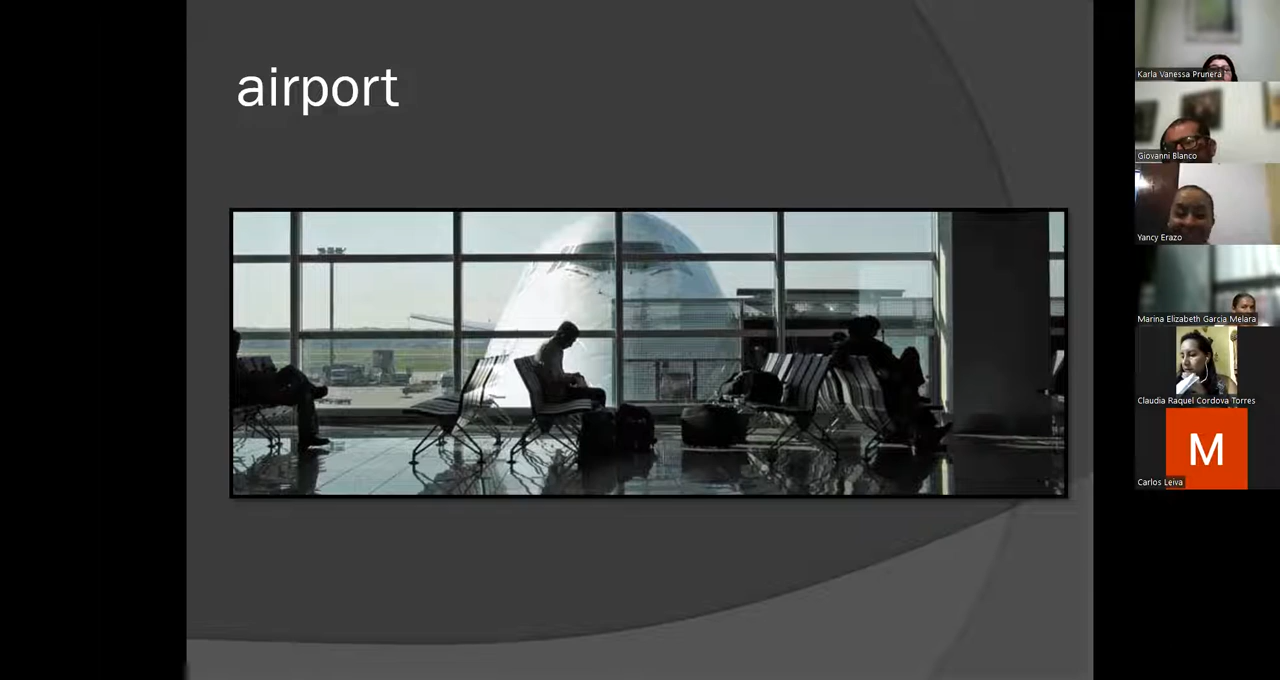 airport
Karla Vanessa Prunera
Giovanni Blanco
Yancy Erazo
Marina Elizabeth Garcia Melara
Claudia Raquel Cordova Torres
M
Carlos Leiva